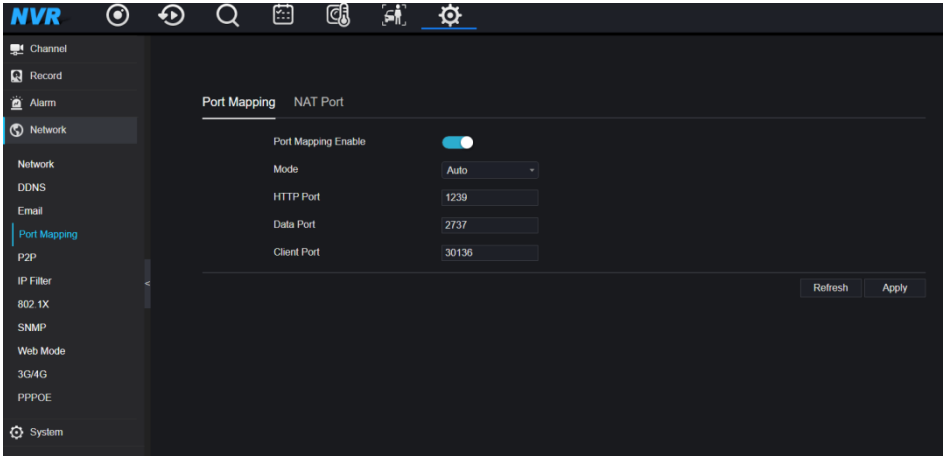 NVR
Channel
Record
Alarm
Network
Network
DDNS
Email
Port Mapping
P2P
IP Filter
802.1X
SNMP
Web Mode
3G/4G
PPPOE
System
Port Mapping NAT Port
Port Mapping Enable
Mode Auto
HTTP Port 1239
Data Port 2737
Client Port 30136
Refresh Apply